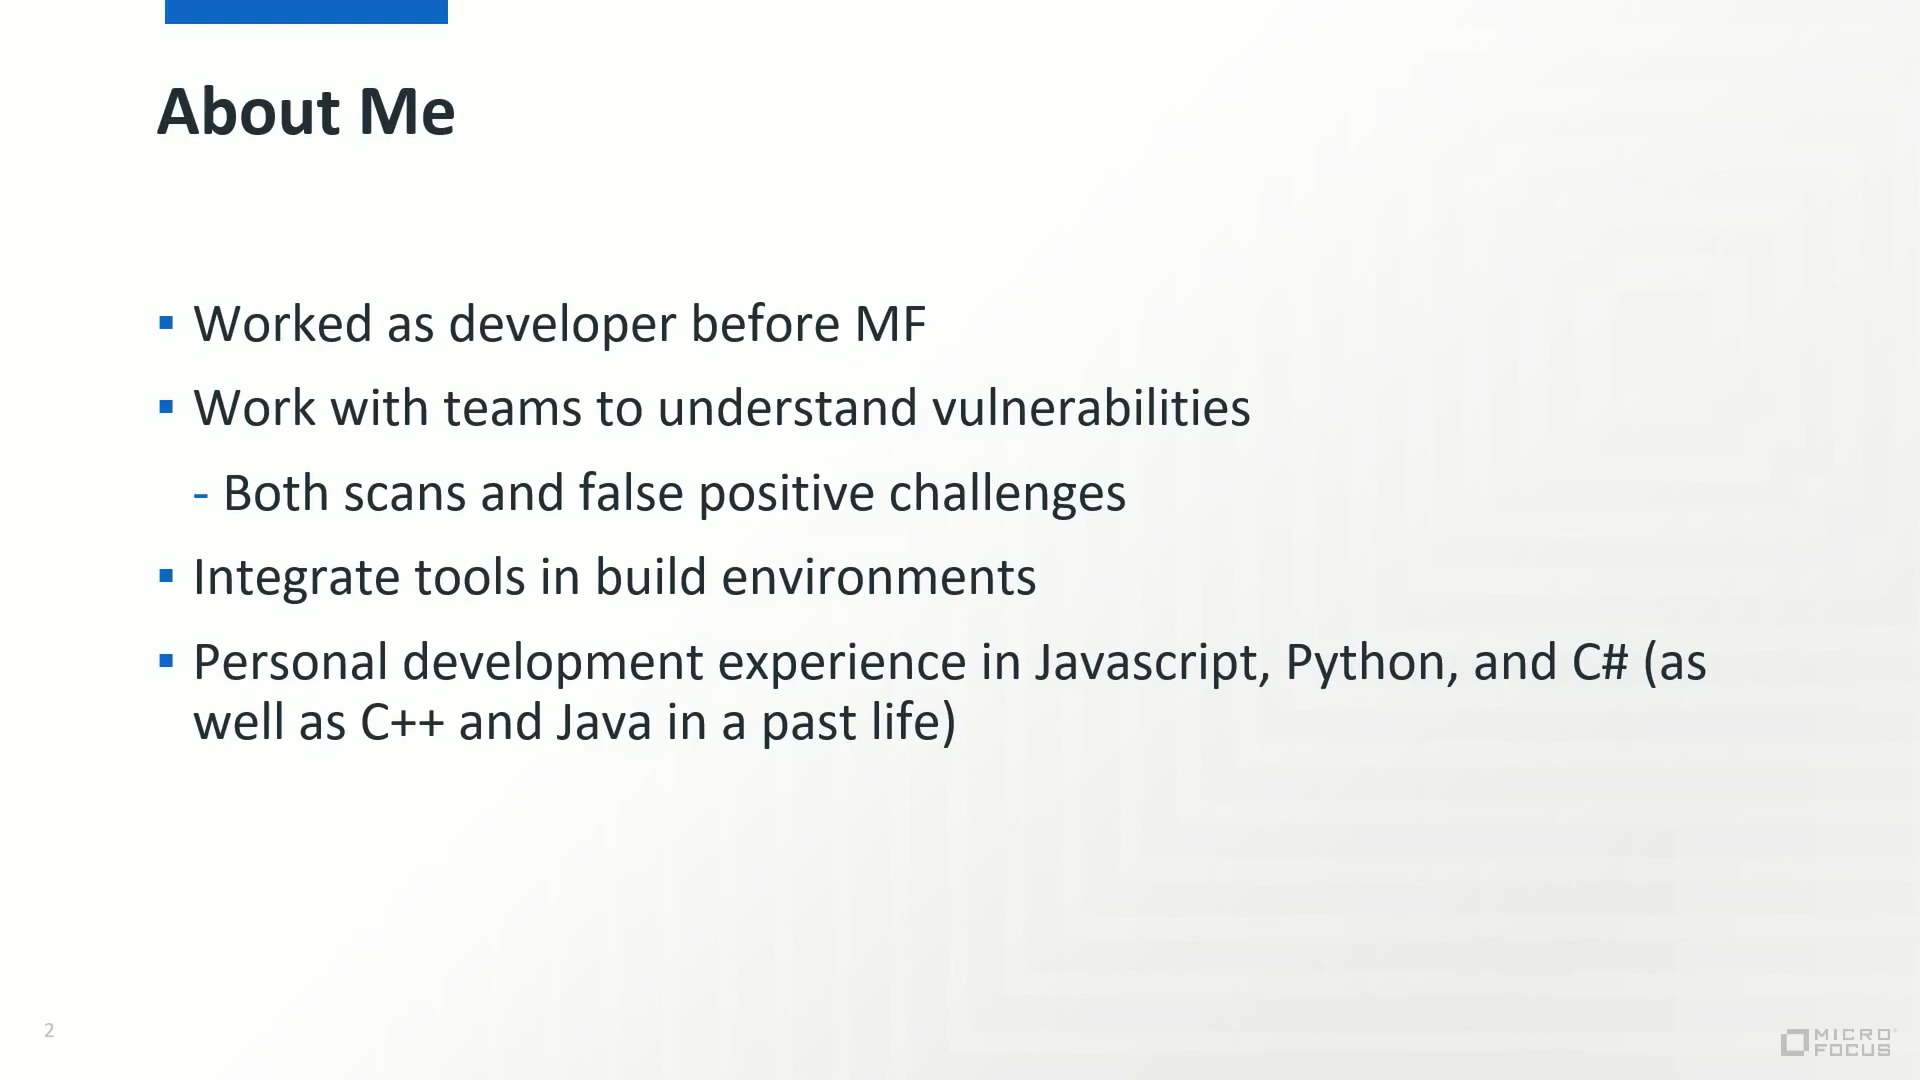 About Me
▪ Worked as developer before MF
▪ Work with teams to understand vulnerabilities
- Both scans and false positive challenges
▪ Integrate tools in build environments
▪ Personal development experience in Javascript, Python, and C# (as
well as C++ and Java in a past life)
2
MICRO
FOCUS